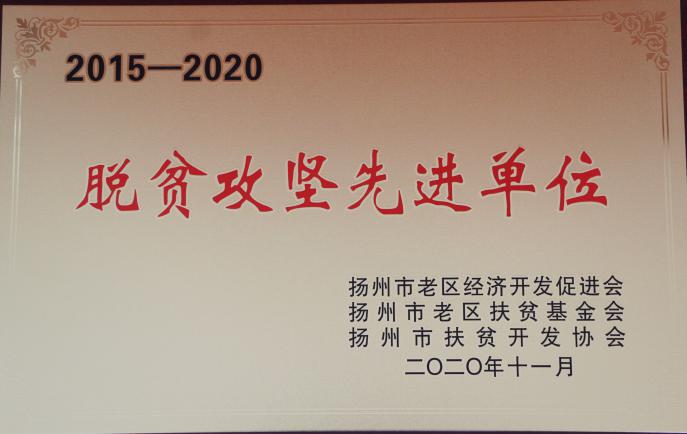 2015—2020
脱贫攻坚先进单位
扬州市老区经济开发促进会
扬州市老区扶贫基金会
扬州市扶贫开发协会
二〇二〇年十一月